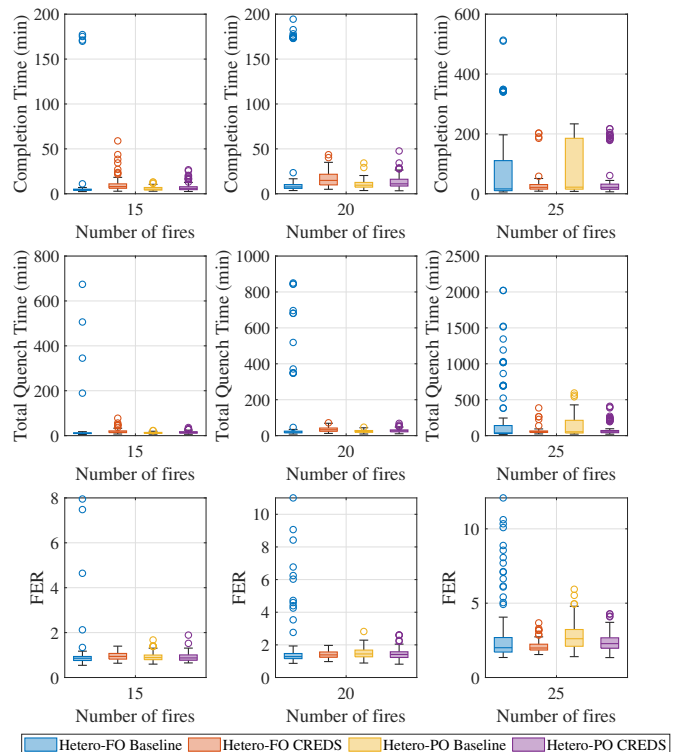 Completion Time (min)
200
150
100
50
0
15
Number of fires
Completion Time (min)
200
150
100
50
0
20
Number of fires
Completion Time (min)
600
400
200
0
25
Number of fires
Total Quench Time (min)
800
600
400
200
0
15
Number of fires
Total Quench Time (min)
1000
800
600
400
200
0
20
Number of fires
Total Quench Time (min)
2500
2000
1500
1000
500
0
25
Number of fires
FER
8
6
4
2
0
15
Number of fires
FER
10
8
6
4
2
0
20
Number of fires
FER
10
5
0
25
Number of fires
Hetero-FO Baseline Hetero-FO CREDS Hetero-PO Baseline Hetero-PO CREDS